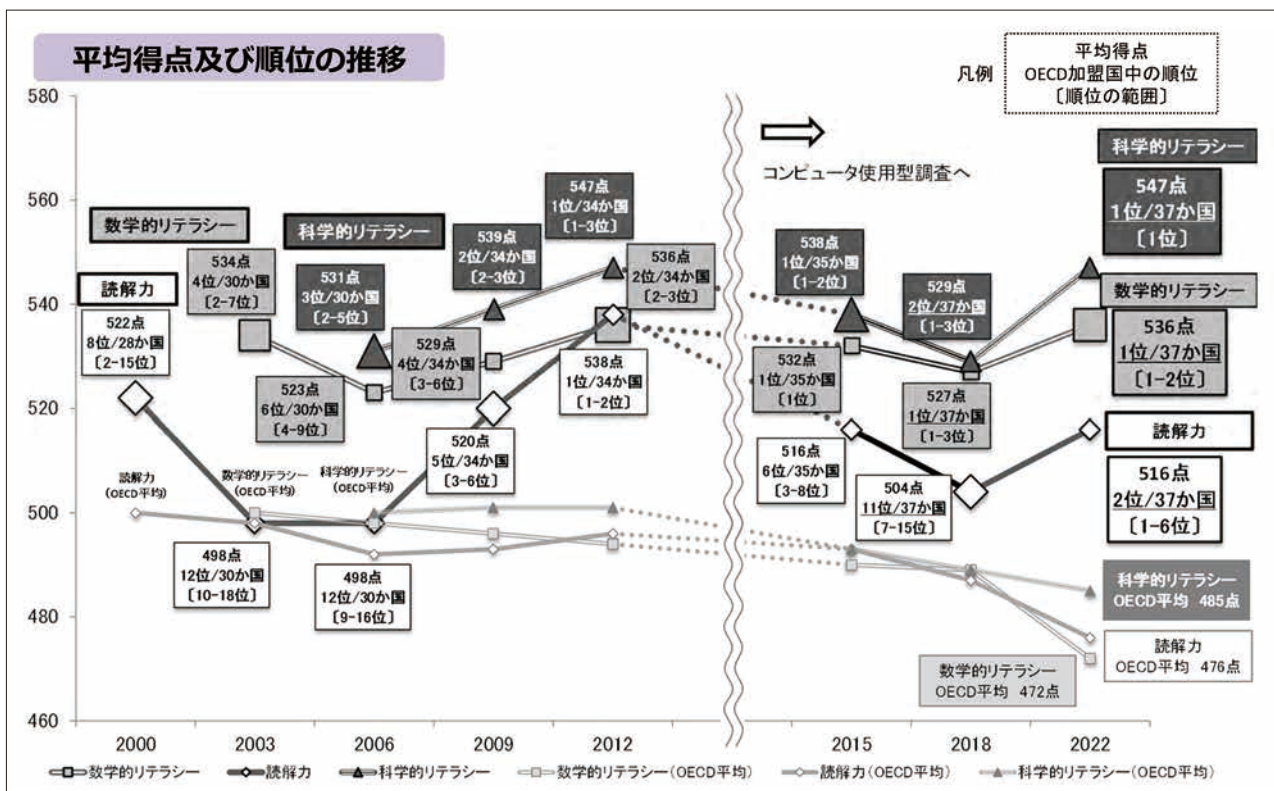 平均得点及び順位の推移
凡例
平均得点
OECD加盟国中の順位
〔順位の範囲〕
580
560
540
520
500
480
460
コンピュータ使用型調査へ
数学的リテラシー
534点
4位/30か国
〔2-7位〕
523点
6位/30か国
〔4-9位〕
529点
4位/34か国
〔3-6位〕
536点
2位/34か国
〔2-3位〕
532点
1位/35か国
〔1位〕
527点
1位/37か国
〔1-3位〕
数学的リテラシー
536点
1位/37か国
〔1-2位〕
科学的リテラシー
531点
3位/30か国
〔2-5位〕
539点
2位/34か国
〔2-3位〕
547点
1位/34か国
〔1-3位〕
538点
1位/35か国
〔1-2位〕
529点
2位/37か国
〔1-3位〕
科学的リテラシー
547点
1位/37か国
〔1位〕
読解力
522点
8位/28か国
〔2-15位〕
498点
12位/30か国
〔10-18位〕
498点
12位/30か国
〔9-16位〕
520点
5位/34か国
〔3-6位〕
538点
1位/34か国
〔1-2位〕
516点
6位/35か国
〔3-8位〕
504点
11位/37か国
〔7-15位〕
読解力
516点
2位/37か国
〔1-6位〕
読解力
(OECD平均)
数学的リテラシー
(OECD平均)
科学的リテラシー
(OECD平均)
科学的リテラシー
OECD平均 485点
読解力
OECD平均 476点
数学的リテラシー
OECD平均 472点
2000 2003 2006 2009 2012 2015 2018 2022
数学的リテラシー 読解力 科学的リテラシー 数学的リテラシー(OECD平均) 読解力(OECD平均) 科学的リテラシー(OECD平均)